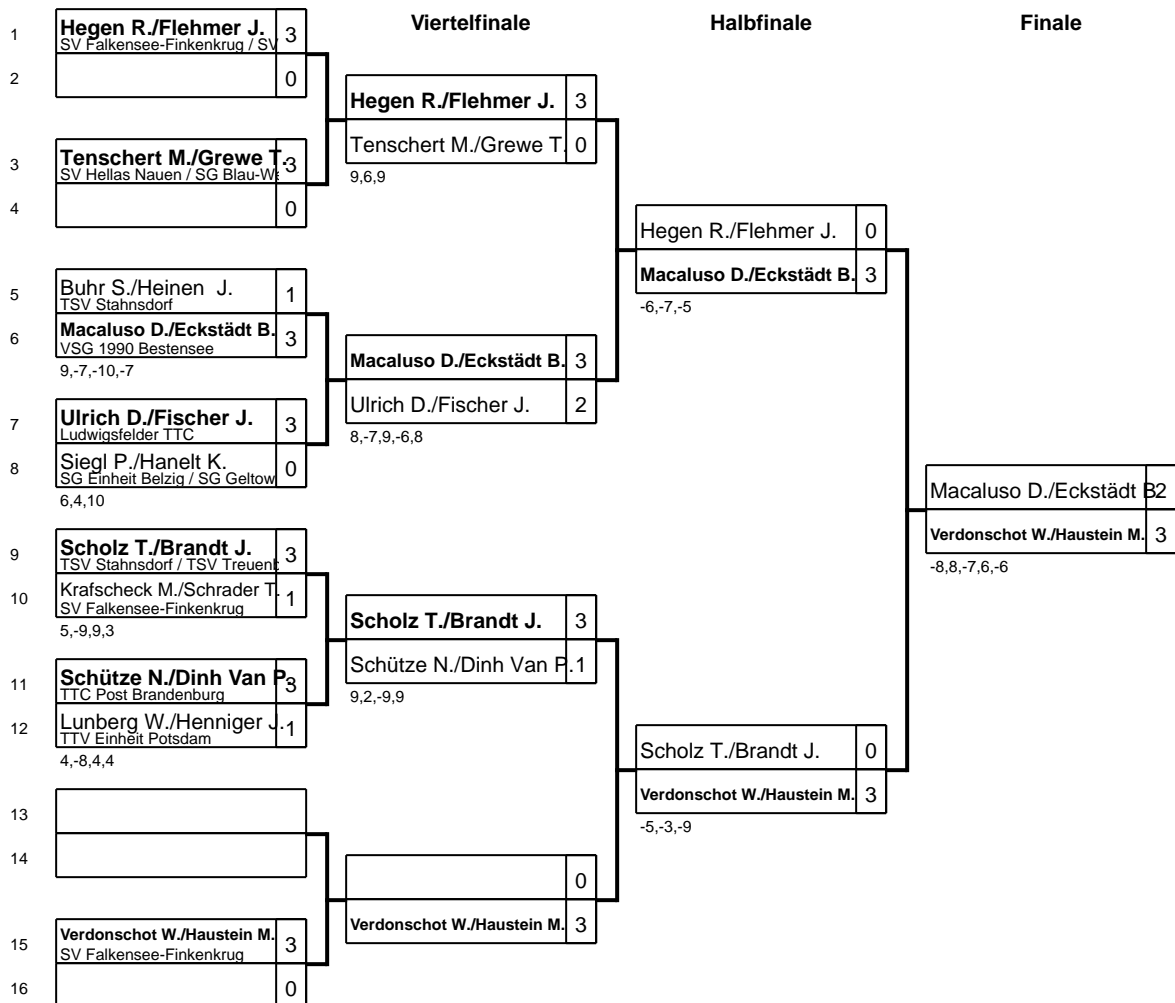 Viertelfinale
Halbfinale
Finale
1
Hegen R./Flehmer J. 3
SV Falkensee-Finkenkrug / SV
2
0
3
Tenschert M./Grewe T. 3
SV Hellas Nauen / SG Blau-We
4
0
5
Buhr S./Heinen J. 1
TSV Stahnsdorf
6
Macaluso D./Eckstädt B. 3
VSG 1990 Bestensee
9,-7,-10,-7
7
Ulrich D./Fischer J. 3
Ludwigsfelder TTC
8
Siegl P./Hanelt K. 0
SG Einheit Belzig / SG Geltow
6,4,10
9
Scholz T./Brandt J. 3
TSV Stahnsdorf / TSV Treuenb
10
Krafscheck M./Schrader T. 1
SV Falkensee-Finkenkrug
5,-9,9,3
11
Schütze N./Dinh Van P. 3
TTC Post Brandenburg
12
Lunberg W./Henniger J. 1
TTV Einheit Potsdam
4,-8,4,4
13
14
15
Verdonschot W./Haustein M. 3
SV Falkensee-Finkenkrug
16
0
Hegen R./Flehmer J. 3
Tenschert M./Grewe T. 0
9,6,9
Macaluso D./Eckstädt B. 3
Ulrich D./Fischer J. 2
8,-7,9,-6,8
Scholz T./Brandt J. 3
Schütze N./Dinh Van P. 1
9,2,-9,9
0
Verdonschot W./Haustein M. 3
Hegen R./Flehmer J. 0
Macaluso D./Eckstädt B. 3
-6,-7,-5
Scholz T./Brandt J. 0
Verdonschot W./Haustein M. 3
-5,-3,-9
Macaluso D./Eckstädt B 2
Verdonschot W./Haustein M. 3
-8,8,-7,6,-6